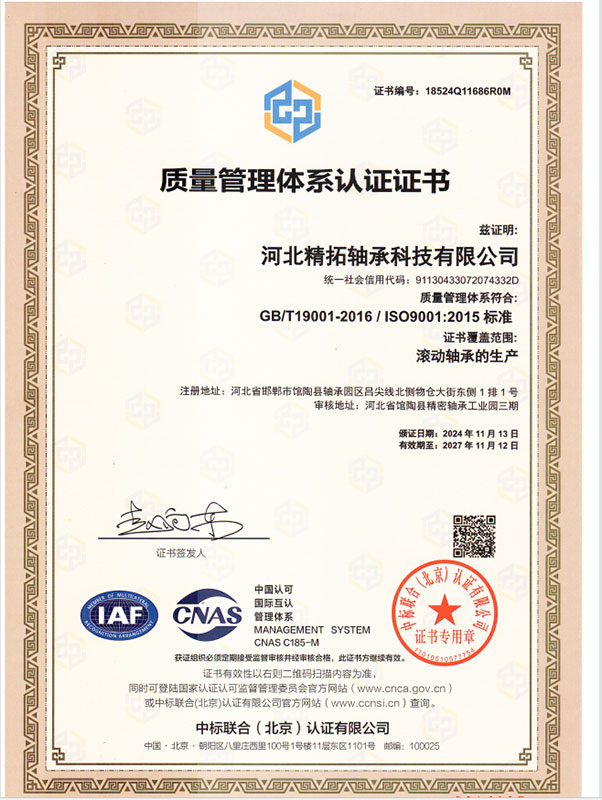 证书编号：18524Q11686R0M
质量管理体系认证证书
兹证明:
河北精拓轴承科技有限公司
统一社会信用代码：91130433072074332D
质量管理体系符合:
GB/T19001-2016 / ISO9001:2015 标准
证书覆盖范围:
滚动轴承的生产
注册地址：河北省邯郸市馆陶县轴承园区吕尖线北侧物仓大街东侧 1 排 1 号
审核地址：河北省馆陶县精密轴承工业园三期
颁证日期：2024 年 11 月 13 日
有效期至：2027 年 11 月 12 日
证书签发人
MEMBER OF MULTILATERAL
IAF
RECOGNITION ARRANGEMENT
CNAS
中国认可
国际互认
管理体系
MANAGEMENT SYSTEM
CNAS C185-M
中标联合（北京）认证有限公司
证书专用章
获证组织必须定期接受监督审核并经审核合格，此证书方继续有效。
证书有效性以右则二维码扫描内容为准，
同时可登陆国家认证认可监督管理委员会官方网站（www.cnca.gov.cn）
或中标联合(北京)认证有限公司官方网站（www.ccnsi.cn）查询。
中标联合（北京）认证有限公司
中国·北京·朝阳区八里庄西里100号1号楼11层东区1101号 邮编：100025